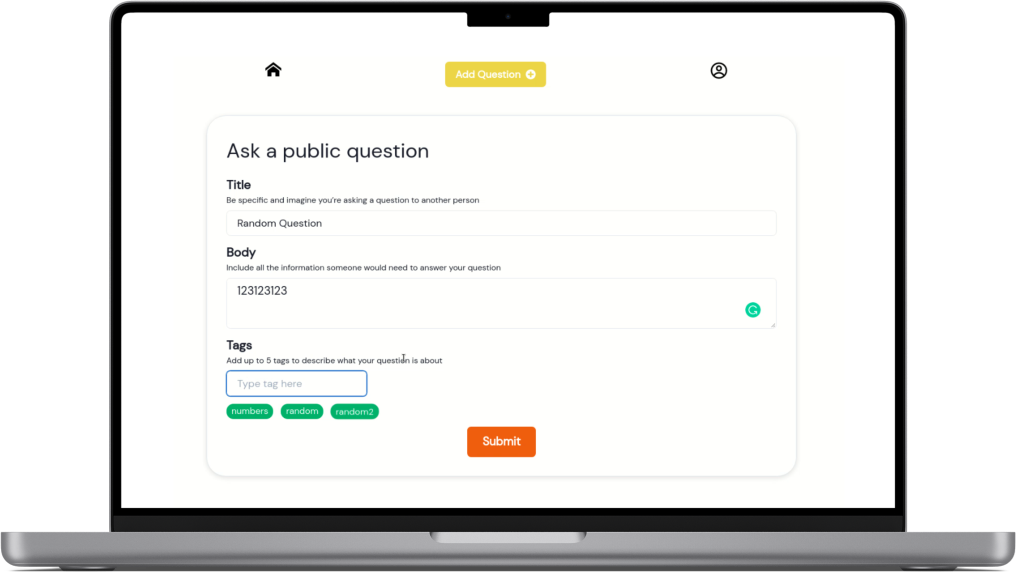 Add Question
Ask a public question
Title
Be specific and imagine you're asking a question to another person
Random Question
Body
Include all the information someone would need to answer your question
123123123
Tags
Add up to 5 tags to describe what your question is about
Type tag here
numbers random random2
Submit